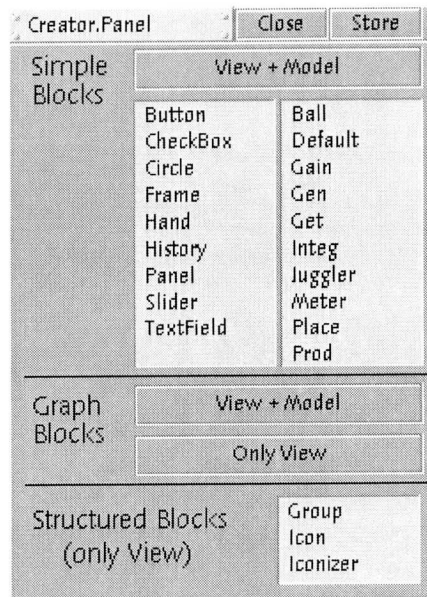 Creator.Panel Close Store
Simple
Blocks
View + Model
Button
CheckBox
Circle
Frame
Hand
History
Panel
Slider
TextField
Ball
Default
Gain
Gen
Get
Integ
Juggler
Meter
Place
Prod
Graph
Blocks
View + Model
Only View
Structured Blocks
(only View)
Group
Icon
Iconizer